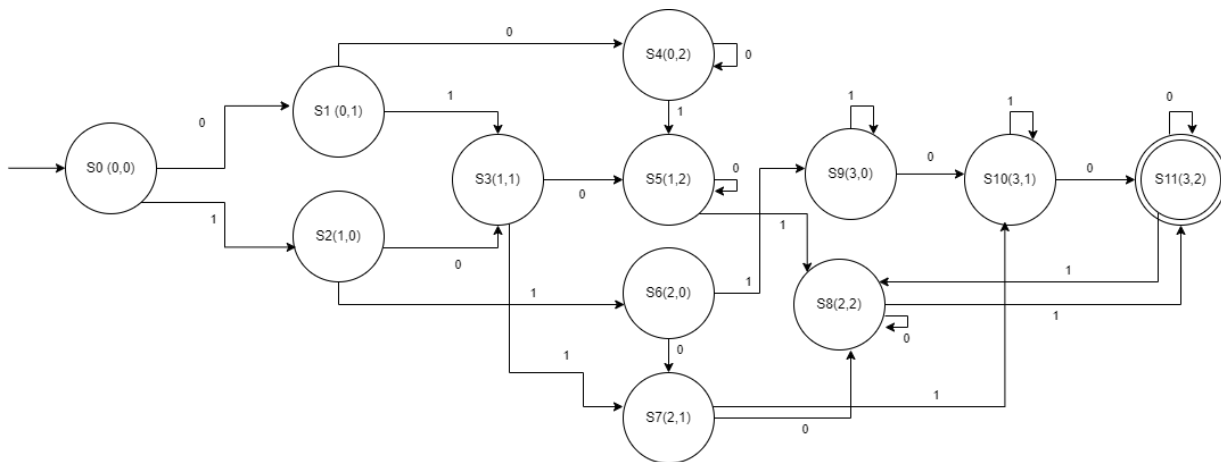 0
S4(0,2)
0
S1 (0,1)
1
1
1
0
0
1
S0 (0,0)
S3(1,1)
0
S5(1,2)
0
S9(3,0)
0
S10(3,1)
0
S11(3,2)
1
S2(1,0)
0
1
1
1
S6(2,0)
1
S8(2,2)
1
0
1
0
S7(2,1)
1
0